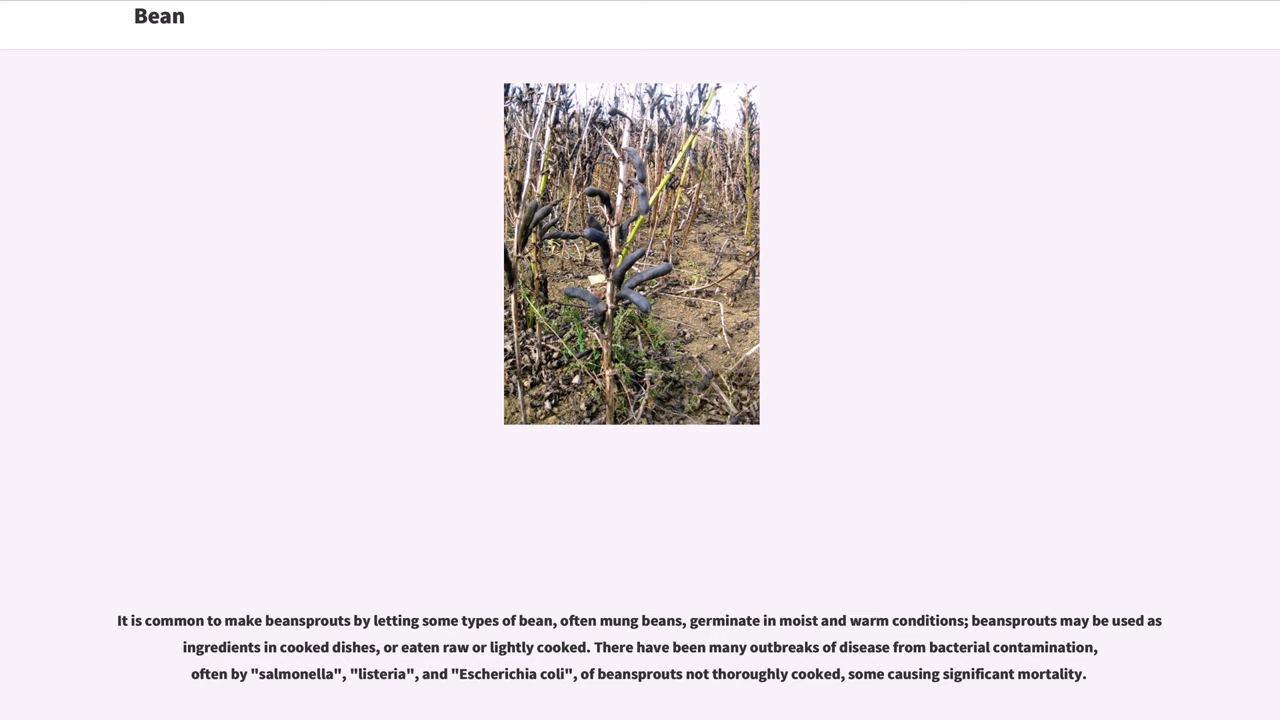 Bean
It is common to make beansprouts by letting some types of bean, often mung beans, germinate in moist and warm conditions; beansprouts may be used as
ingredients in cooked dishes, or eaten raw or lightly cooked. There have been many outbreaks of disease from bacterial contamination,
often by "salmonella", "listeria", and "Escherichia coli", of beansprouts not thoroughly cooked, some causing significant mortality.